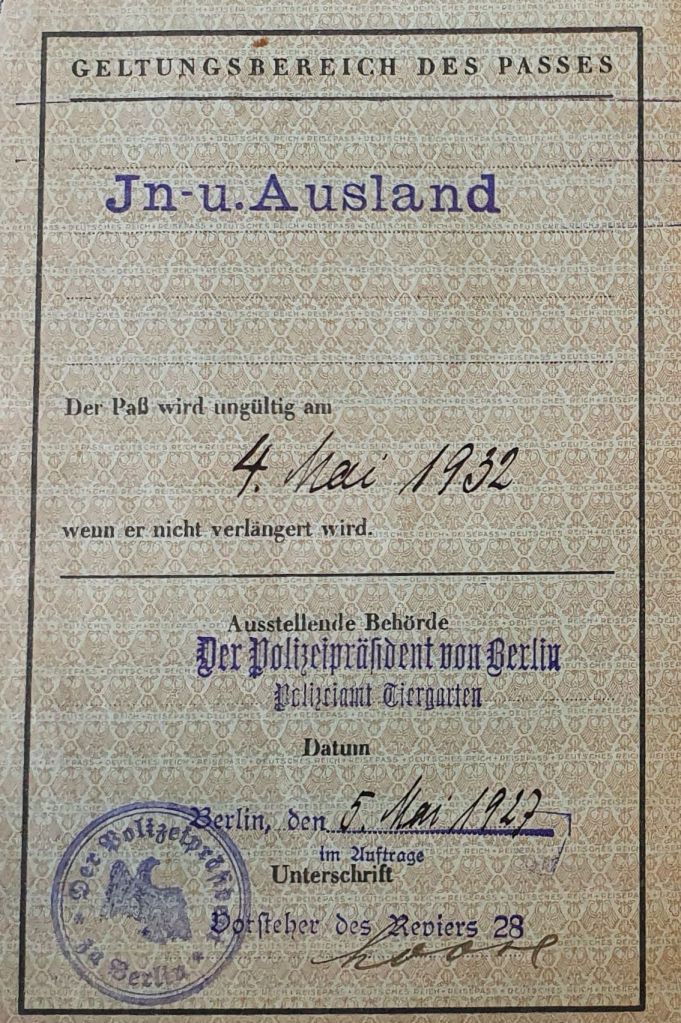 GELTUNGSBEREICH DES PASSES
Jn-u.Ausland
Der Paß wird ungültig am
4. Mai 1932
wenn er nicht verlängert wird.
Ausstellende Behörde
Der Polizeipräsident von Berlin
Polizeiamt Tiergarten
Datum
Berlin, den 5. Mai 1927
im Auftrage
Unterschrift
Vorsteher des Reviers 28
Der Polizeipräsident
in Berlin